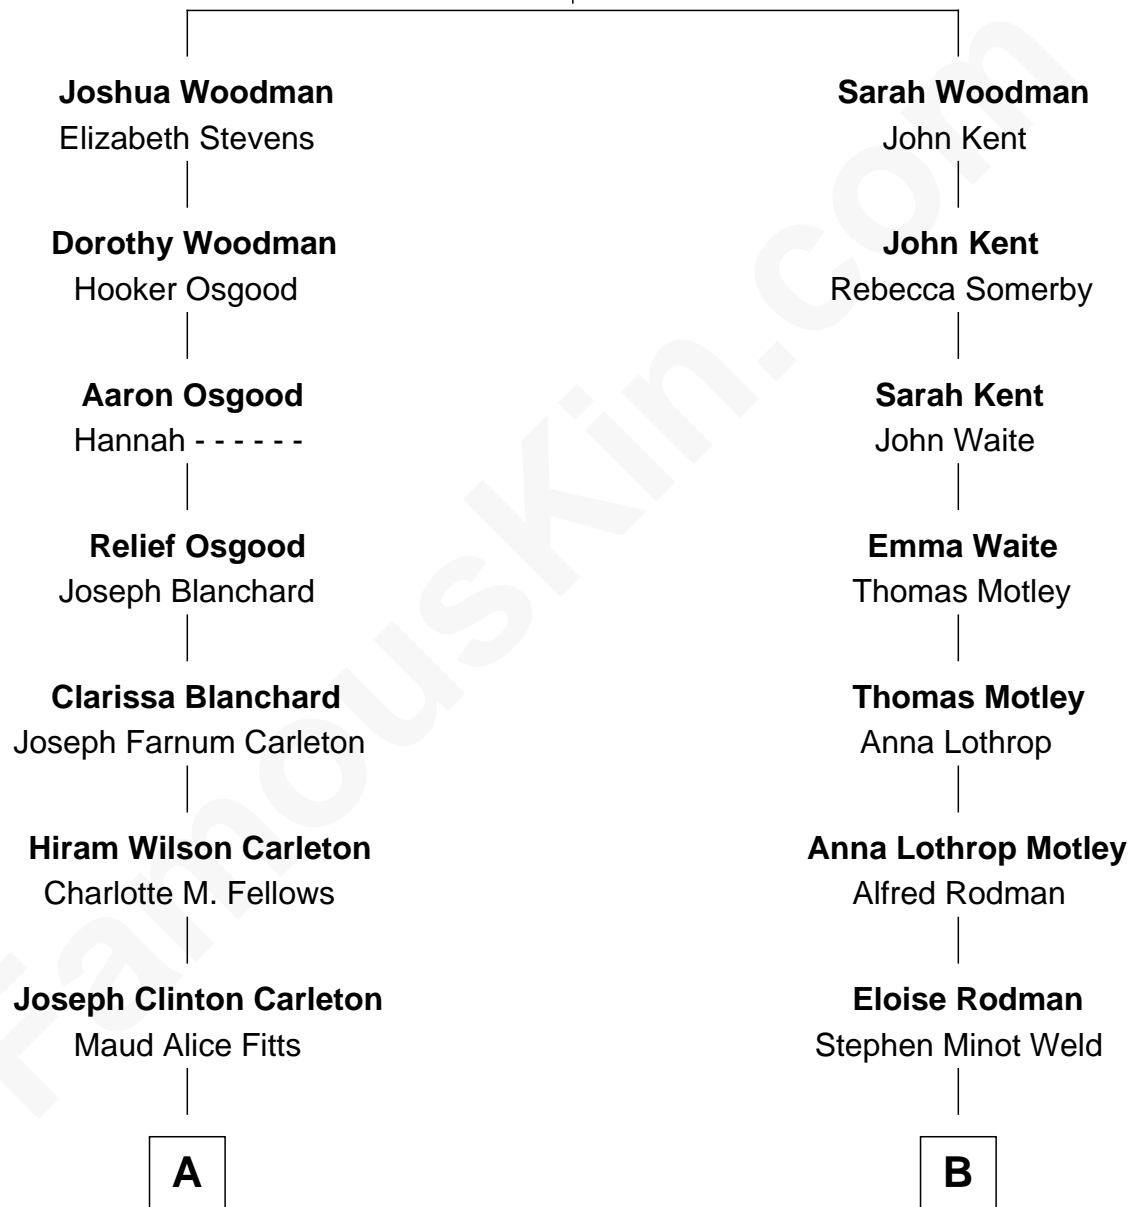 Joshua Woodman
Elizabeth Stevens
Dorothy Woodman
Hooker Osgood
Aaron Osgood
Hannah - - - - - -
Relief Osgood
Joseph Blanchard
Clarissa Blanchard
Joseph Farnum Carleton
Hiram Wilson Carleton
Charlotte M. Fellows
Joseph Clinton Carleton
Maud Alice Fitts
A
Sarah Woodman
John Kent
John Kent
Rebecca Somerby
Sarah Kent
John Waite
Emma Waite
Thomas Motley
Thomas Motley
Anna Lothrop
Anna Lothrop Motley
Alfred Rodman
Eloise Rodman
Stephen Minot Weld
B
FamousKin.com